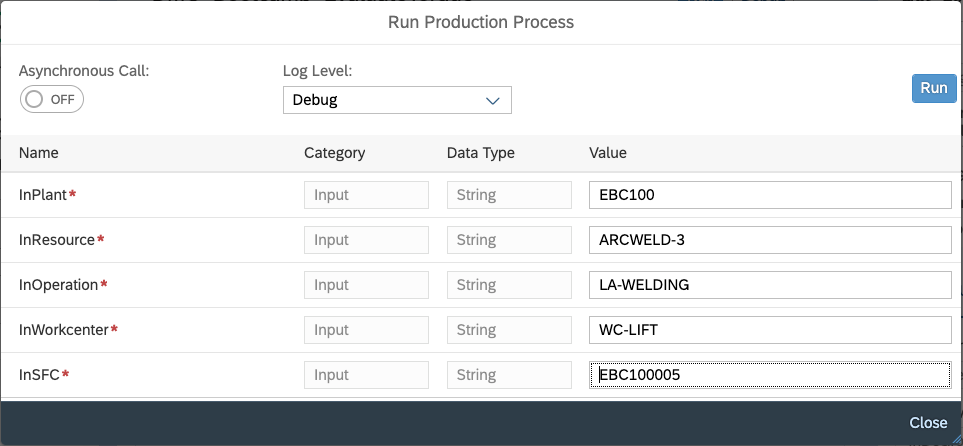 Run Production Process
Asynchronous Call:
Log Level:
OFF
Debug
Run
Name Category Data Type Value
InPlant* Input String EBC100
InResource* Input String ARCWELD-3
InOperation* Input String LA-WELDING
InWorkcenter* Input String WC-LIFT
InSFC* Input String EBC100005
Close